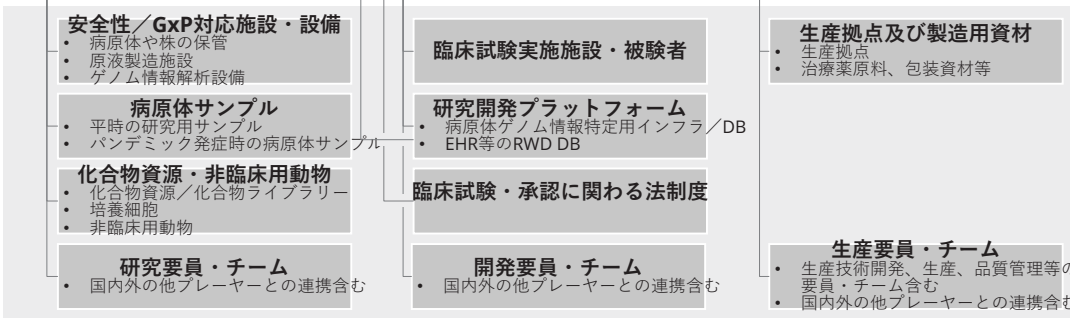 安全性／GxP対応施設・設備
• 病原体や株の保管
• 原液製造施設
• ゲノム情報解析設備
病原体サンプル
• 平時の研究用サンプル
• パンデミック発症時の病原体サンプル
化合物資源・非臨床用動物
• 化合物資源／化合物ライブラリー
• 培養細胞
• 非臨床用動物
研究要員・チーム
• 国内外の他プレーヤーとの連携含む
臨床試験実施施設・被験者
研究開発プラットフォーム
• 病原体ゲノム情報特定用インフラ／DB
• EHR等のRWD DB
臨床試験・承認に関わる法制度
開発要員・チーム
• 国内外の他プレーヤーとの連携含む
生産拠点及び製造用資材
• 生産拠点
• 治療薬原料、包装資材等
生産要員・チーム
• 生産技術開発、生産、品質管理等の
要員・チーム含む
• 国内外の他プレーヤーとの連携含む